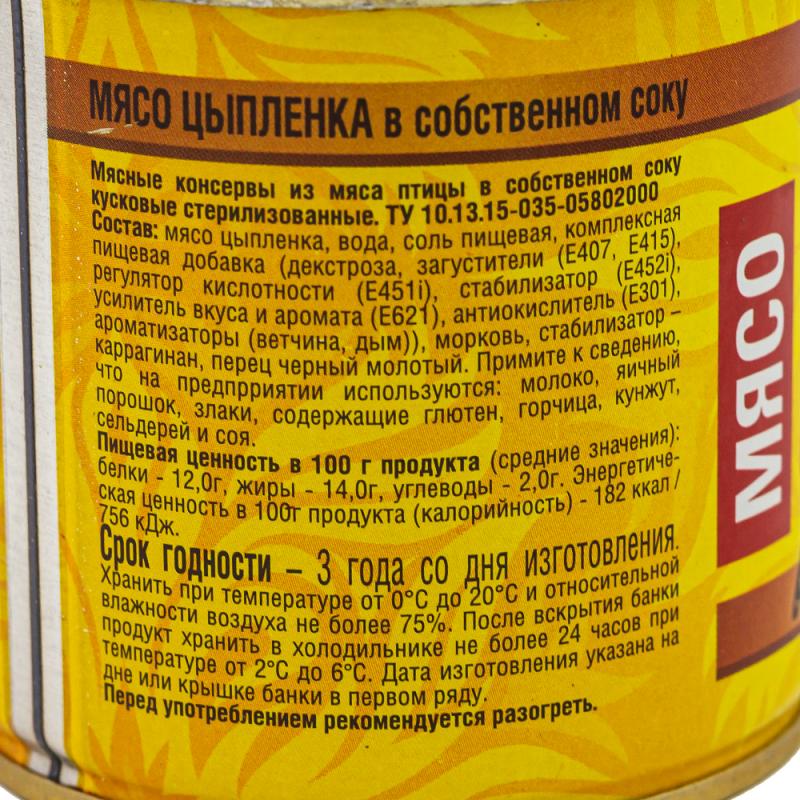 МЯСО ЦЫПЛЕНКА в собственном соку
Мясные консервы из мяса птицы в собственном соку
кусковые стерилизованные. ТУ 10.13.15-035-05802000
Состав: мясо цыпленка, вода, соль пищевая, комплексная
пищевая добавка (декстроза, загустители (Е407, Е415),
регулятор кислотности (Е451i), стабилизатор (Е452i),
усилитель вкуса и аромата (Е621), антиокислитель (Е301),
ароматизаторы (ветчина, дым)), морковь, стабилизатор –
каррагинан, перец черный молотый. Примите к сведению,
что на предпрриятии используются: молоко, яичный
порошок, злаки, содержащие глютен, горчица, кунжут,
сельдерей и соя.
Пищевая ценность в 100 г продукта (средние значения):
белки - 12,0г, жиры - 14,0г, углеводы - 2,0г. Энергетиче-
ская ценность в 100г продукта (калорийность) - 182 ккал /
756 кДж.
Срок годности – 3 года со дня изготовления.
Хранить при температуре от 0°С до 20°С и относительной
влажности воздуха не более 75%. После вскрытия банки
продукт хранить в холодильнике не более 24 часов при
температуре от 2°С до 6°С. Дата изготовления указана на
дне или крышке банки в первом ряду.
Перед употреблением рекомендуется разогреть.
МЯСО